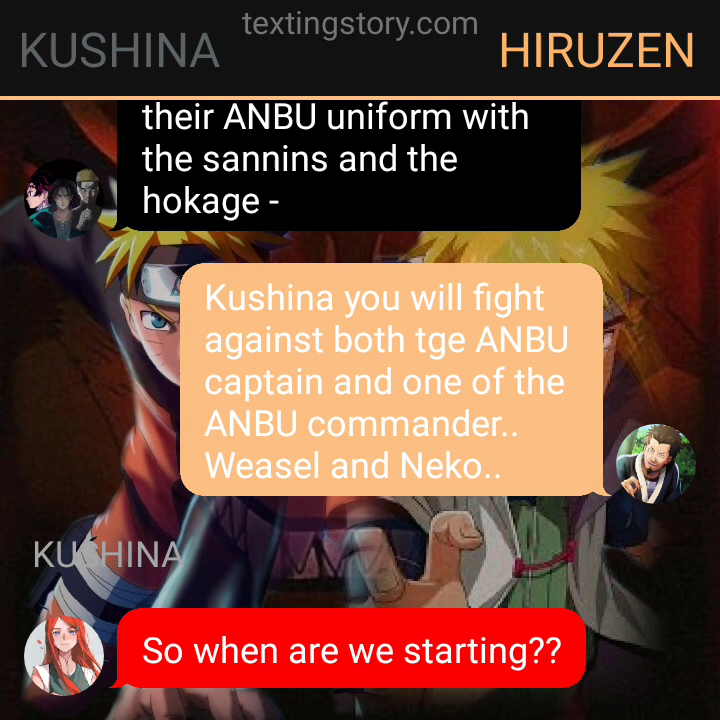 textingstory.com
KUSHINA
HIRUZEN
their ANBU uniform with
the sannins and the
hokage -
Kushina you will fight
against both tge ANBU
captain and one of the
ANBU commander..
Weasel and Neko..
KUSHINA
So when are we starting??